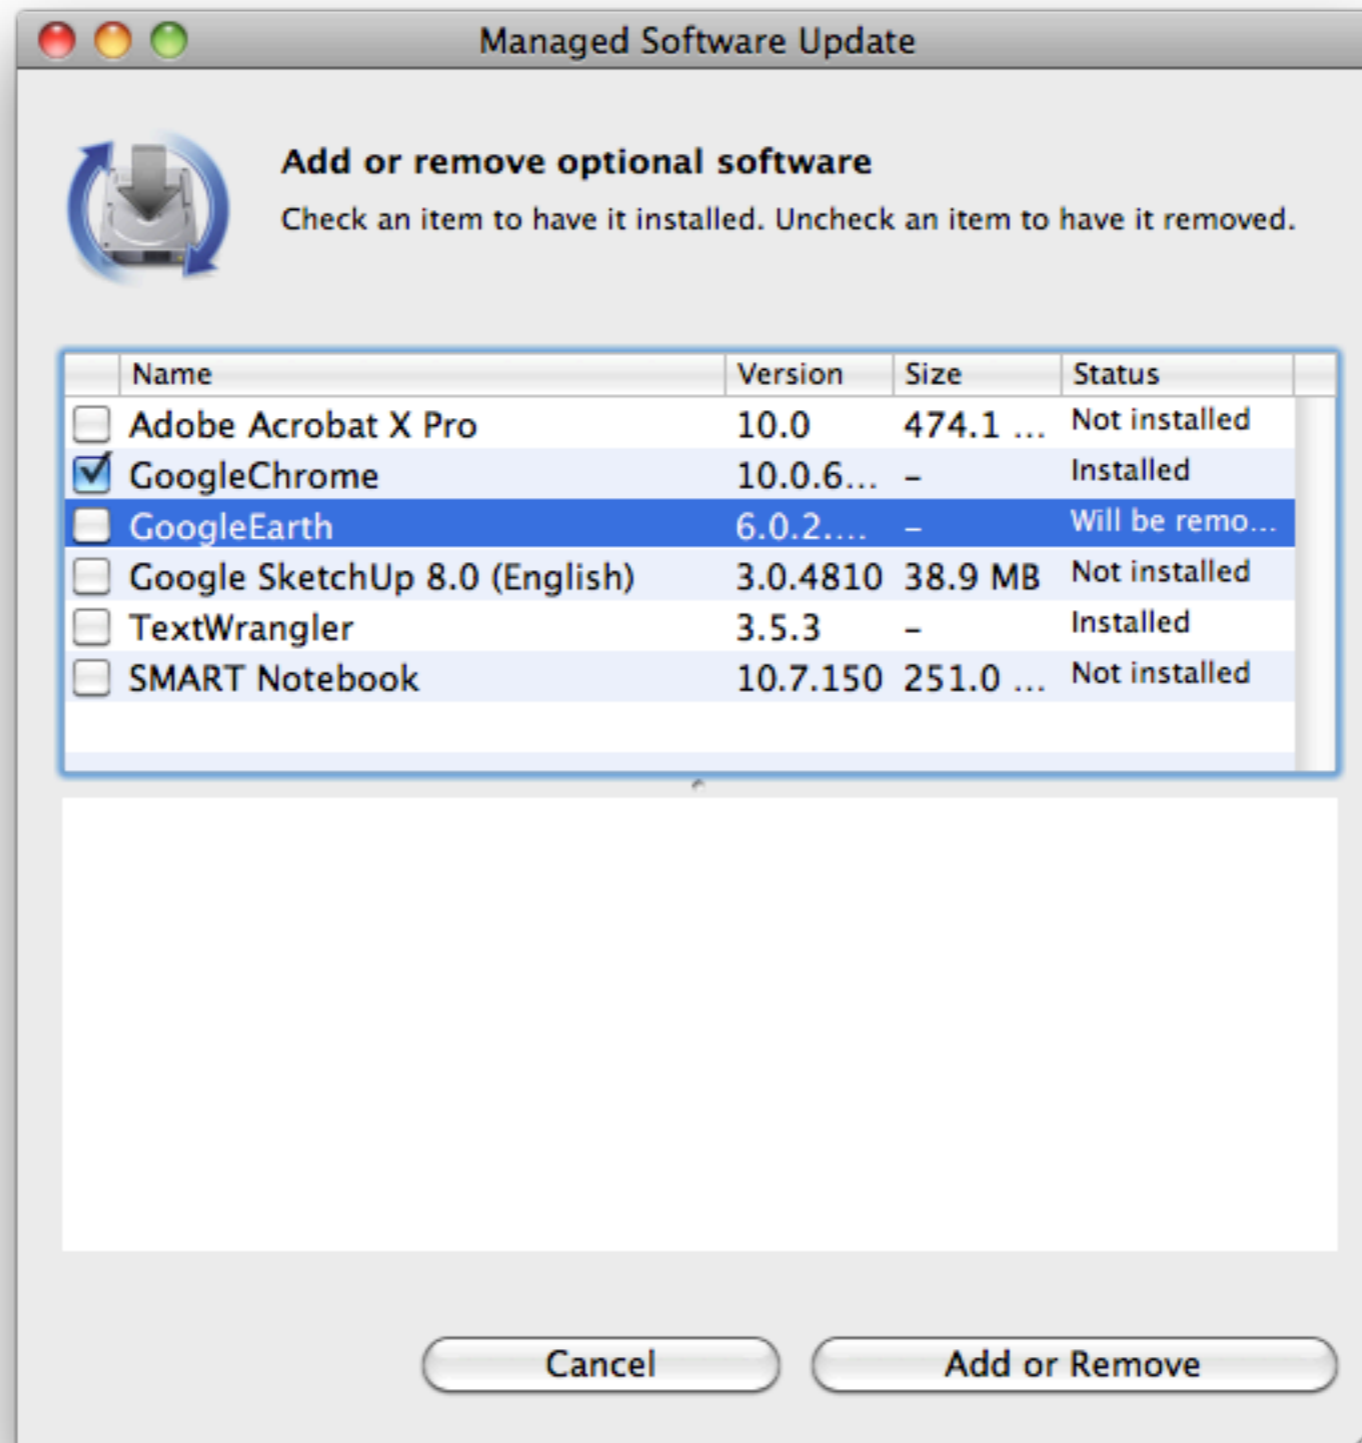 Managed Software Update
Add or remove optional software
Check an item to have it installed. Uncheck an item to have it removed.
Name Version Size Status
Adobe Acrobat X Pro 10.0 474.1 ... Not installed
GoogleChrome 10.0.6... – Installed
GoogleEarth 6.0.2.... – Will be remo...
Google SketchUp 8.0 (English) 3.0.4810 38.9 MB Not installed
TextWrangler 3.5.3 – Installed
SMART Notebook 10.7.150 251.0 ... Not installed
Cancel Add or Remove